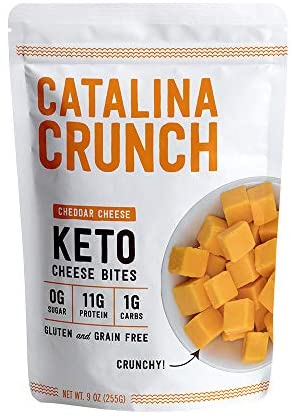 CATALINA
CRUNCH
CHEDDAR CHEESE
KETO
CHEESE BITES
0G SUGAR 11G PROTEIN 1G CARBS
GLUTEN and GRAIN FREE
CRUNCHY!
NET WT. 9 OZ (255G)